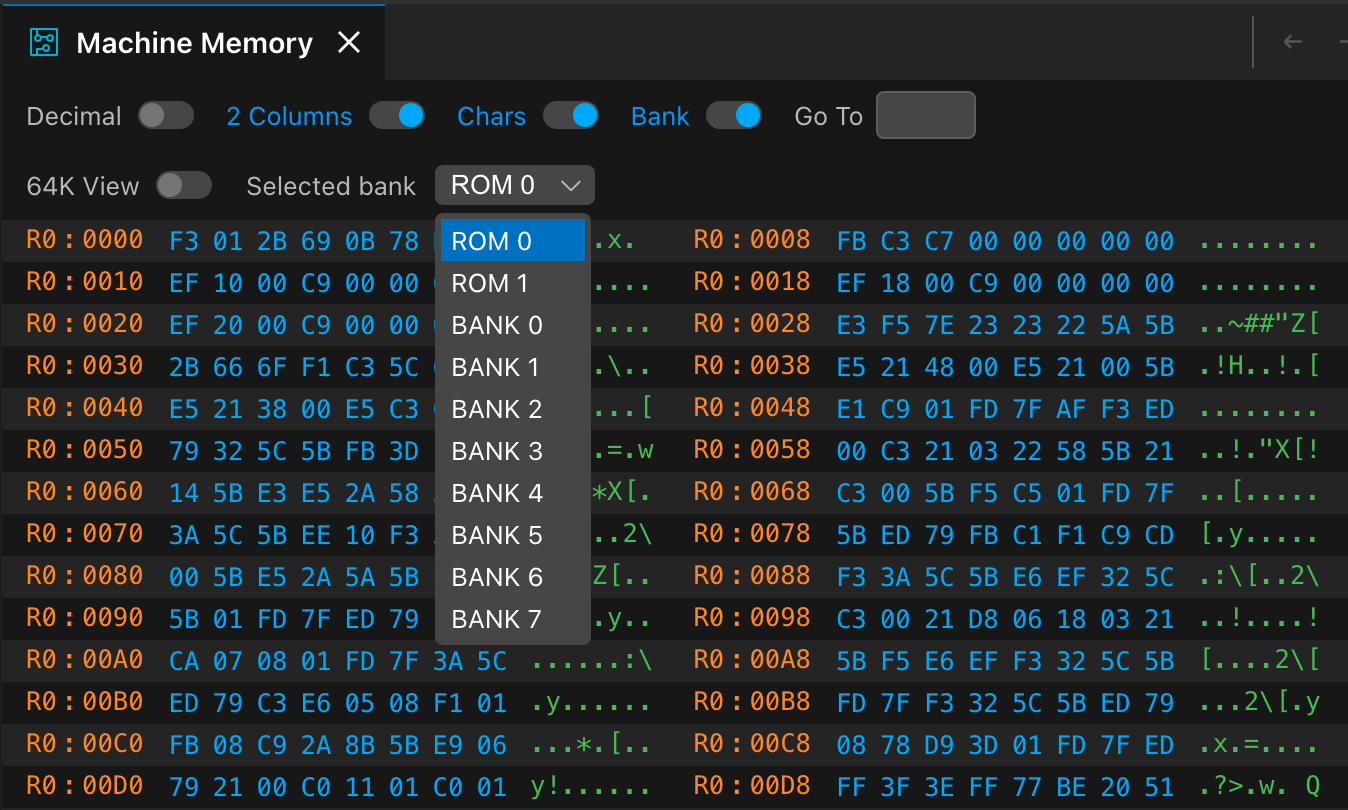 Machine Memory
Decimal 2 Columns Chars Bank Go To
64K View Selected bank ROM 0
R0:0000 F3 01 2B 69 0B 78 ROM 0 .x. R0:0008 FB C3 C7 00 00 00 00 00 ........
R0:0010 EF 10 00 C9 00 00 ROM 1 .... R0:0018 EF 18 00 C9 00 00 00 00 ........
R0:0020 EF 20 00 C9 00 00 BANK 0 .... R0:0028 E3 F5 7E 23 23 22 5A 5B ..~##"Z[
R0:0030 2B 66 6F F1 C3 5C BANK 1 .\.. R0:0038 E5 21 48 00 E5 21 00 5B .!H..!.[
R0:0040 E5 21 38 00 E5 C3 BANK 2 ...[ R0:0048 E1 C9 01 FD 7F AF F3 ED ........
R0:0050 79 32 5C 5B FB 3D BANK 3 .=.w R0:0058 00 C3 21 03 22 58 5B 21 ..!."X[!
R0:0060 14 5B E3 E5 2A 58 BANK 4 *X[. R0:0068 C3 00 5B F5 C5 01 FD 7F ..[.....
R0:0070 3A 5C 5B EE 10 F3 BANK 5 ..2\ R0:0078 5B ED 79 FB C1 F1 C9 CD [.y.....
R0:0080 00 5B E5 2A 5A 5B BANK 6 Z[.. R0:0088 F3 3A 5C 5B E6 EF 32 5C .:\[..2\
R0:0090 5B 01 FD 7F ED 79 BANK 7 .y.. R0:0098 C3 00 21 D8 06 18 03 21 ..!....!
R0:00A0 CA 07 08 01 FD 7F 3A 5C ......:\ R0:00A8 5B F5 E6 EF F3 32 5C 5B [....2\[
R0:00B0 ED 79 C3 E6 05 08 F1 01 .y...... R0:00B8 FD 7F F3 32 5C 5B ED 79 ...2\[.y
R0:00C0 FB 08 C9 2A 8B 5B E9 06 ...*.[.. R0:00C8 08 78 D9 3D 01 FD 7F ED .x.=....
R0:00D0 79 21 00 C0 11 01 C0 01 y!...... R0:00D8 FF 3F 3E FF 77 BE 20 51 .?>.w. Q